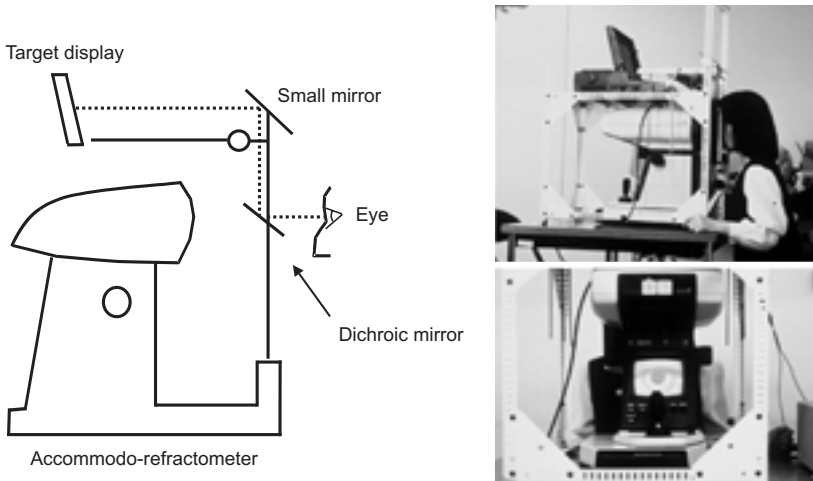 Target display
Small mirror
Eye
Dichroic mirror
Accommodo-refractometer